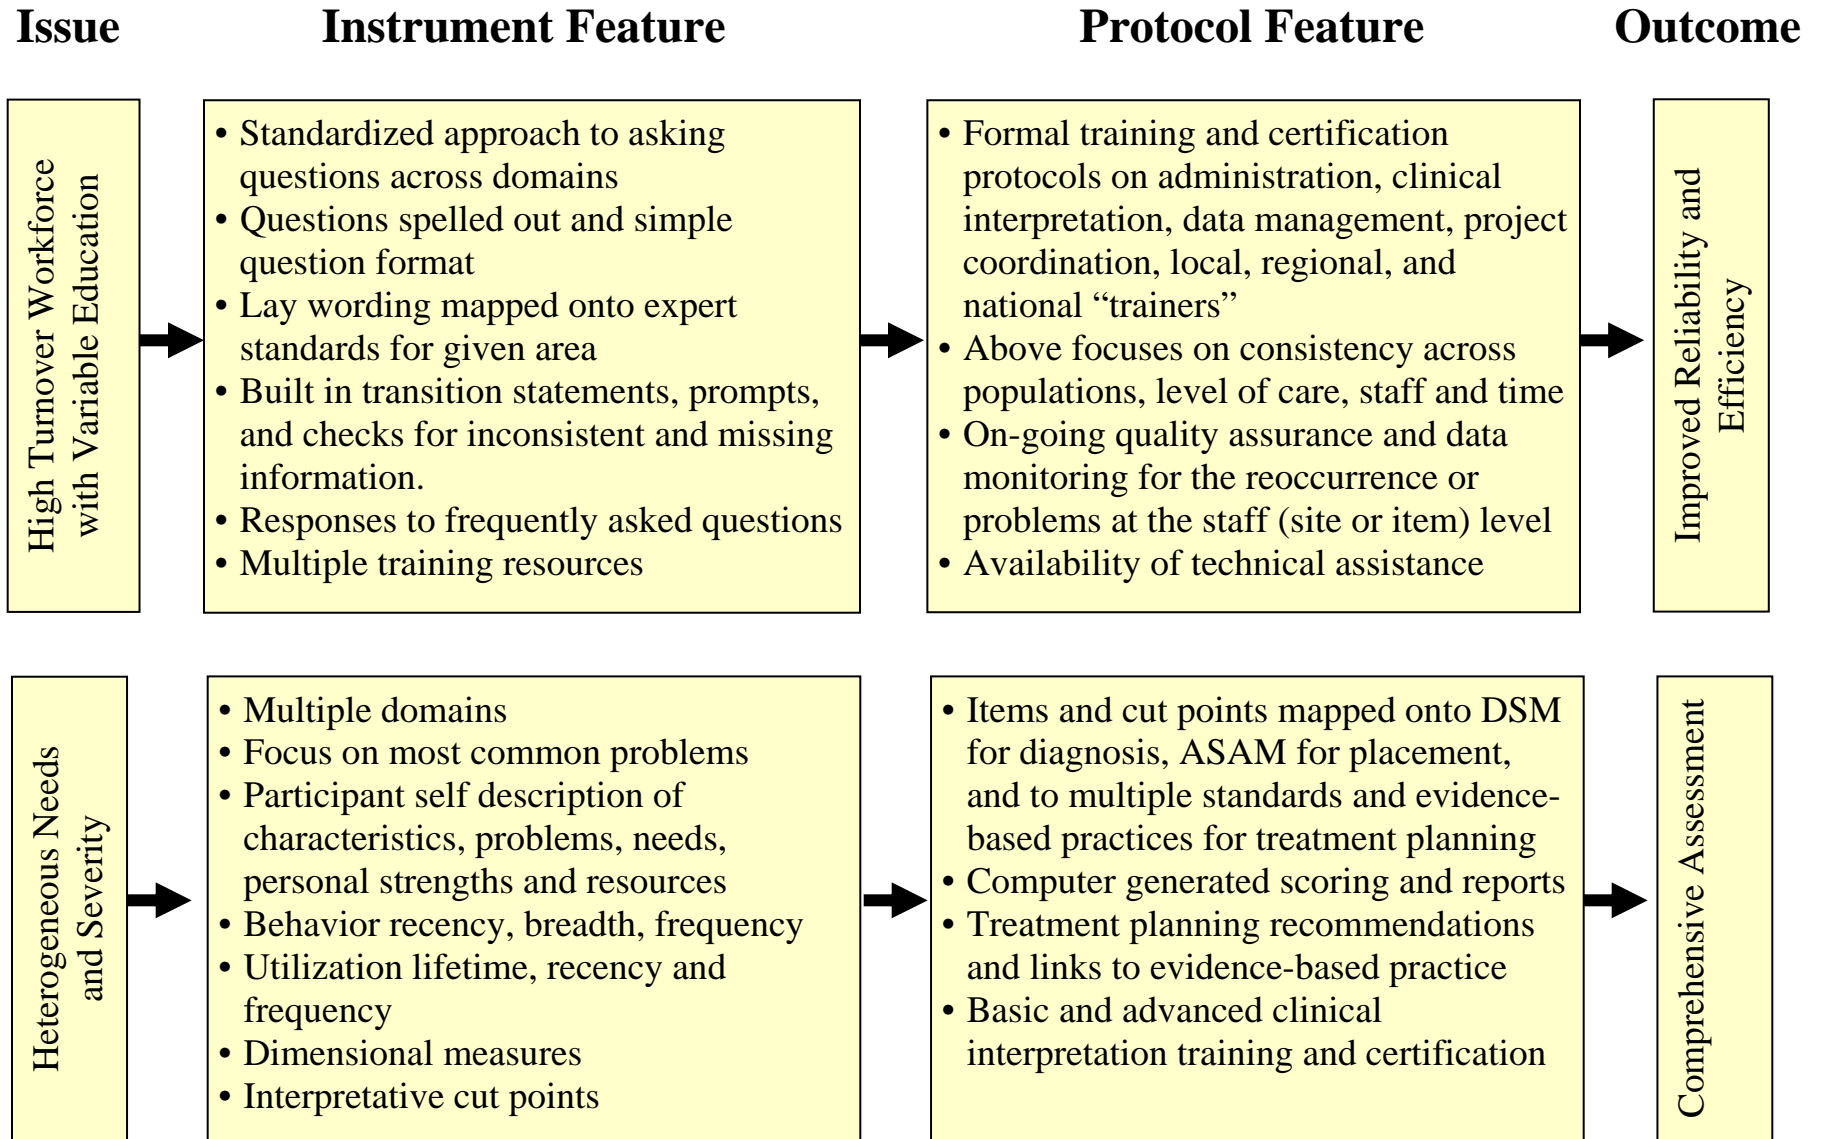 Issue
Instrument Feature
Protocol Feature
Outcome
High Turnover Workforce
with Variable Education
• Standardized approach to asking
questions across domains
• Questions spelled out and simple
question format
• Lay wording mapped onto expert
standards for given area
• Built in transition statements, prompts,
and checks for inconsistent and missing
information.
• Responses to frequently asked questions
• Multiple training resources
• Formal training and certification
protocols on administration, clinical
interpretation, data management, project
coordination, local, regional, and
national “trainers”
• Above focuses on consistency across
populations, level of care, staff and time
• On-going quality assurance and data
monitoring for the reoccurrence or
problems at the staff (site or item) level
• Availability of technical assistance
Improved Reliability and
Efficiency
Heterogeneous Needs
and Severity
• Multiple domains
• Focus on most common problems
• Participant self description of
characteristics, problems, needs,
personal strengths and resources
• Behavior recency, breadth, frequency
• Utilization lifetime, recency and
frequency
• Dimensional measures
• Interpretative cut points
• Items and cut points mapped onto DSM
for diagnosis, ASAM for placement,
and to multiple standards and evidence-
based practices for treatment planning
• Computer generated scoring and reports
• Treatment planning recommendations
and links to evidence-based practice
• Basic and advanced clinical
interpretation training and certification
Comprehensive Assessment